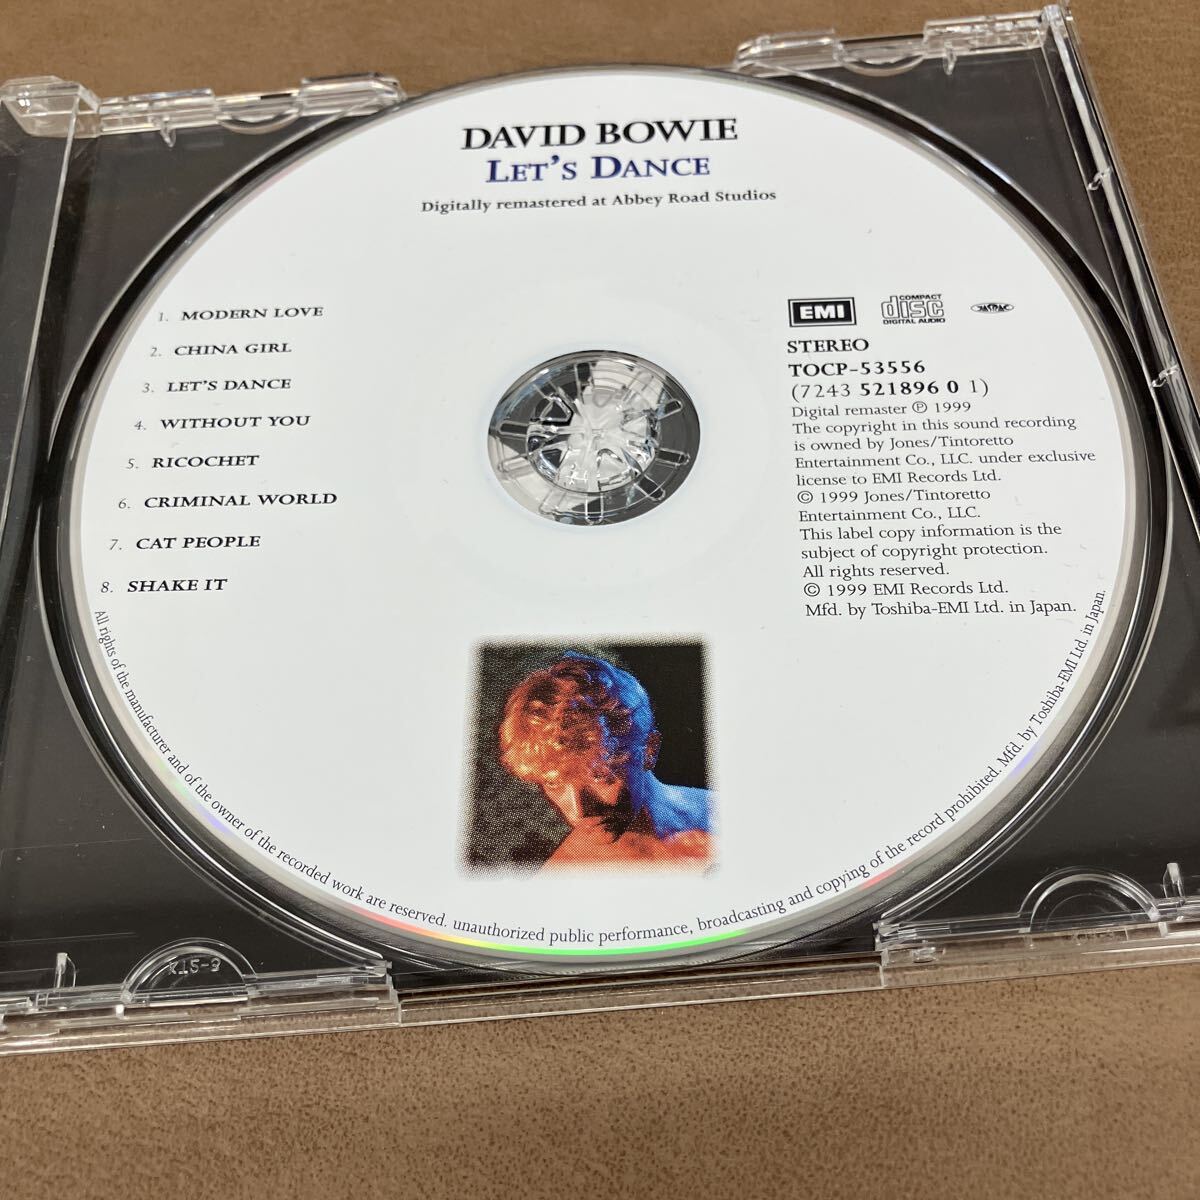 DAVID BOWIE
LET'S DANCE
Digitally remastered at Abbey Road Studios
1. MODERN LOVE
2. CHINA GIRL
3. LET'S DANCE
4. WITHOUT YOU
5. RICOCHET
6. CRIMINAL WORLD
7. CAT PEOPLE
8. SHAKE IT
EMI
COMPACT
disc
DIGITAL AUDIO
JASRAC
STEREO
TOCP-53556
(7243 521896 0 1)
Digital remaster ℗ 1999
The copyright in this sound recording
is owned by Jones/Tintoretto
Entertainment Co., LLC. under exclusive
license to EMI Records Ltd.
© 1999 Jones/Tintoretto
Entertainment Co., LLC.
This label copy information is the
subject of copyright protection.
All rights reserved.
© 1999 EMI Records Ltd.
Mfd. by Toshiba-EMI Ltd. in Japan.
All rights of the manufacturer and of the owner of the recorded work are reserved. unauthorized public performance, broadcasting and copying of the record prohibited. Mfd. by Toshiba-EMI Ltd. in Japan.